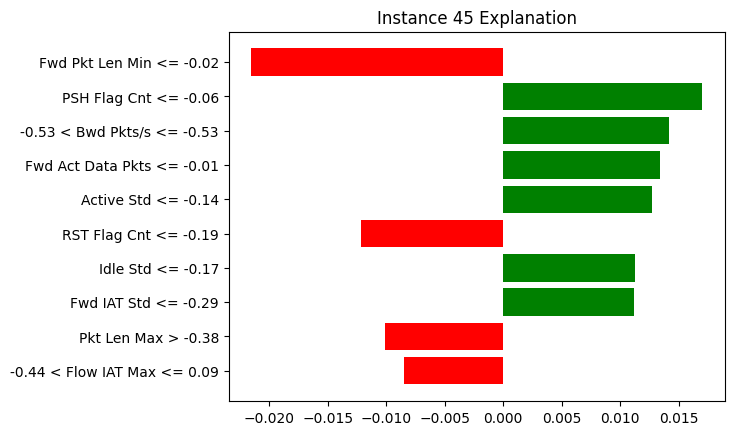 Instance 45 Explanation
Fwd Pkt Len Min <= -0.02
PSH Flag Cnt <= -0.06
-0.53 < Bwd Pkts/s <= -0.53
Fwd Act Data Pkts <= -0.01
Active Std <= -0.14
RST Flag Cnt <= -0.19
Idle Std <= -0.17
Fwd IAT Std <= -0.29
Pkt Len Max > -0.38
-0.44 < Flow IAT Max <= 0.09
−0.020 −0.015 −0.010 −0.005 0.000 0.005 0.010 0.015